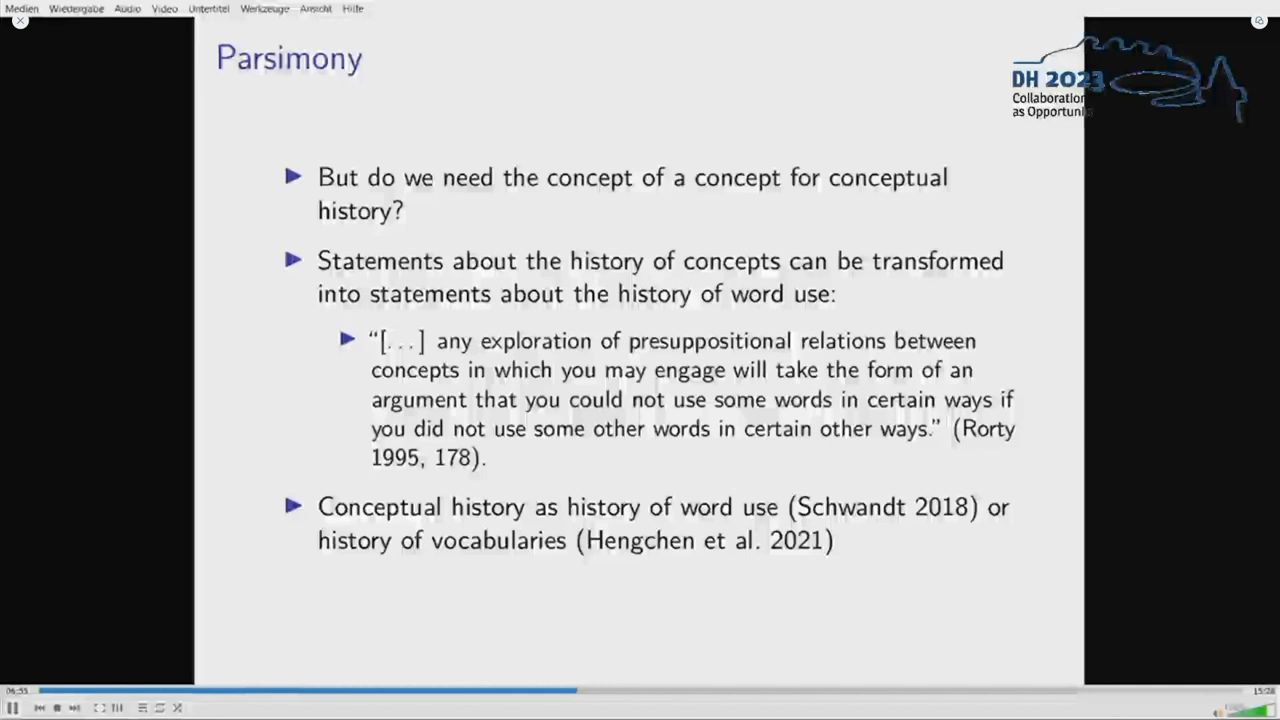 Medien Wiedergabe Audio Video Untertitel Werkzeuge Ansicht Hilfe
Parsimony
DH 2023
Collaboration
as Opportunit
▶ But do we need the concept of a concept for conceptual
history?
▶ Statements about the history of concepts can be transformed
into statements about the history of word use:
▶ “[...] any exploration of presuppositional relations between
concepts in which you may engage will take the form of an
argument that you could not use some words in certain ways if
you did not use some other words in certain other ways.” (Rorty
1995, 178).
▶ Conceptual history as history of word use (Schwandt 2018) or
history of vocabularies (Hengchen et al. 2021)
06:55
15:28